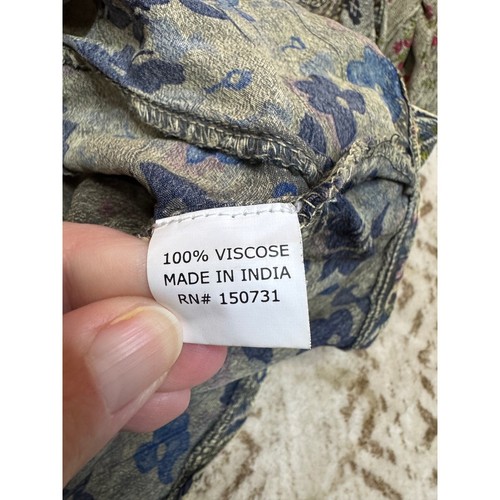 100% VISCOSE
MADE IN INDIA
RN# 150731